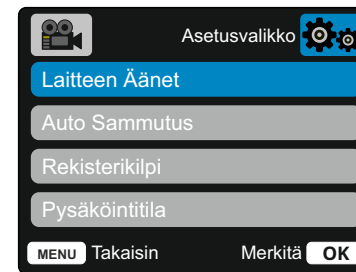 Asetusvalikko
Laitteen Äänet
Auto Sammutus
Rekisterikilpi
Pysäköintitila
MENU Takaisin Merkitä OK